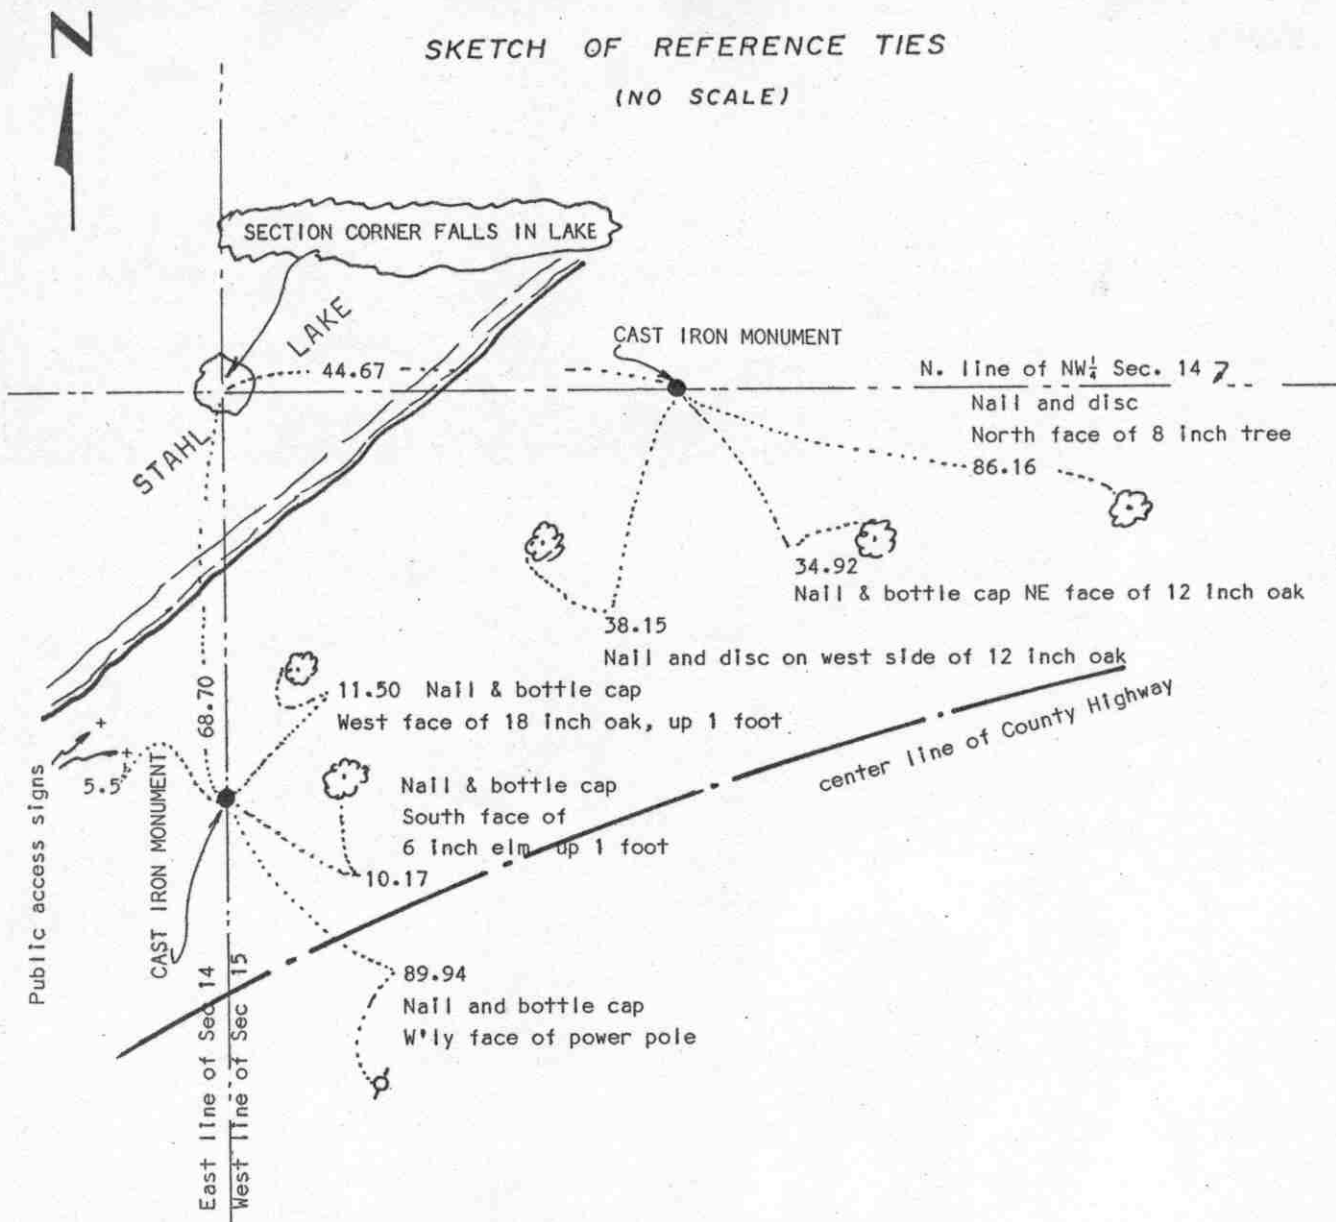 N
SKETCH OF REFERENCE TIES
(NO SCALE)
SECTION CORNER FALLS IN LAKE
STAHL LAKE
44.67
CAST IRON MONUMENT
N. line of NW¼ Sec. 14
Nail and disc
North face of 8 inch tree
86.16
34.92
Nail & bottle cap NE face of 12 inch oak
38.15
Nail and disc on west side of 12 inch oak
68.70
11.50 Nail & bottle cap
West face of 18 inch oak, up 1 foot
center line of County Highway
Public access signs
5.5
CAST IRON MONUMENT
Nail & bottle cap
South face of
6 inch elm up 1 foot
10.17
89.94
Nail and bottle cap
W'ly face of power pole
East line of Sec 14
West line of Sec 15